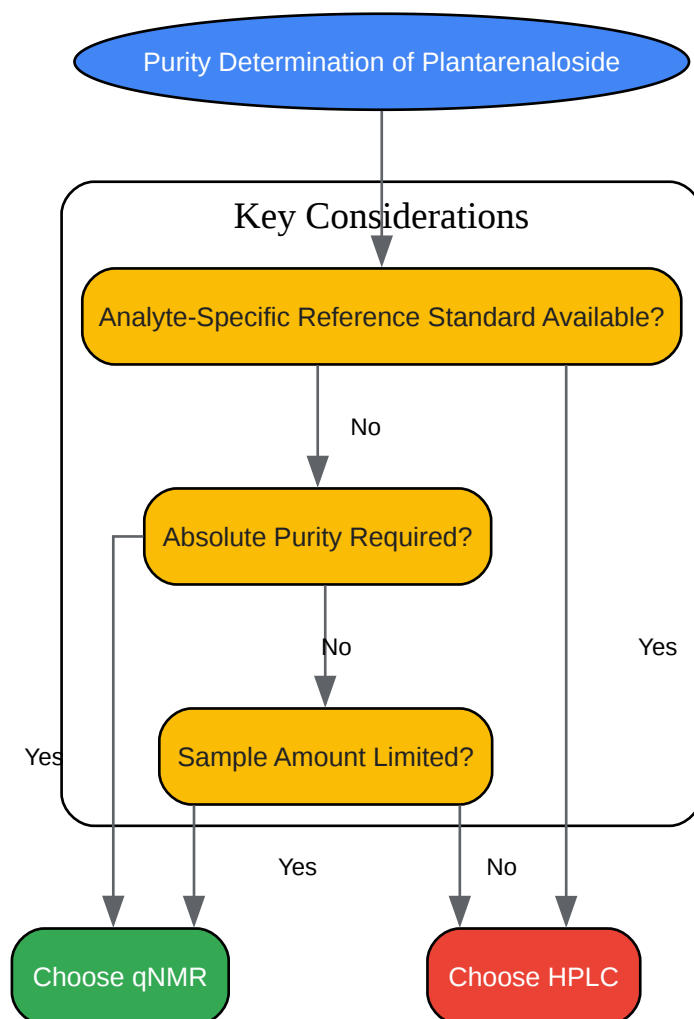 Purity Determination of Plantarenaloside
Key Considerations
Analyte-Specific Reference Standard Available?
No
Absolute Purity Required?
No
Yes
Sample Amount Limited?
Yes
Yes
No
Choose qNMR
Choose HPLC